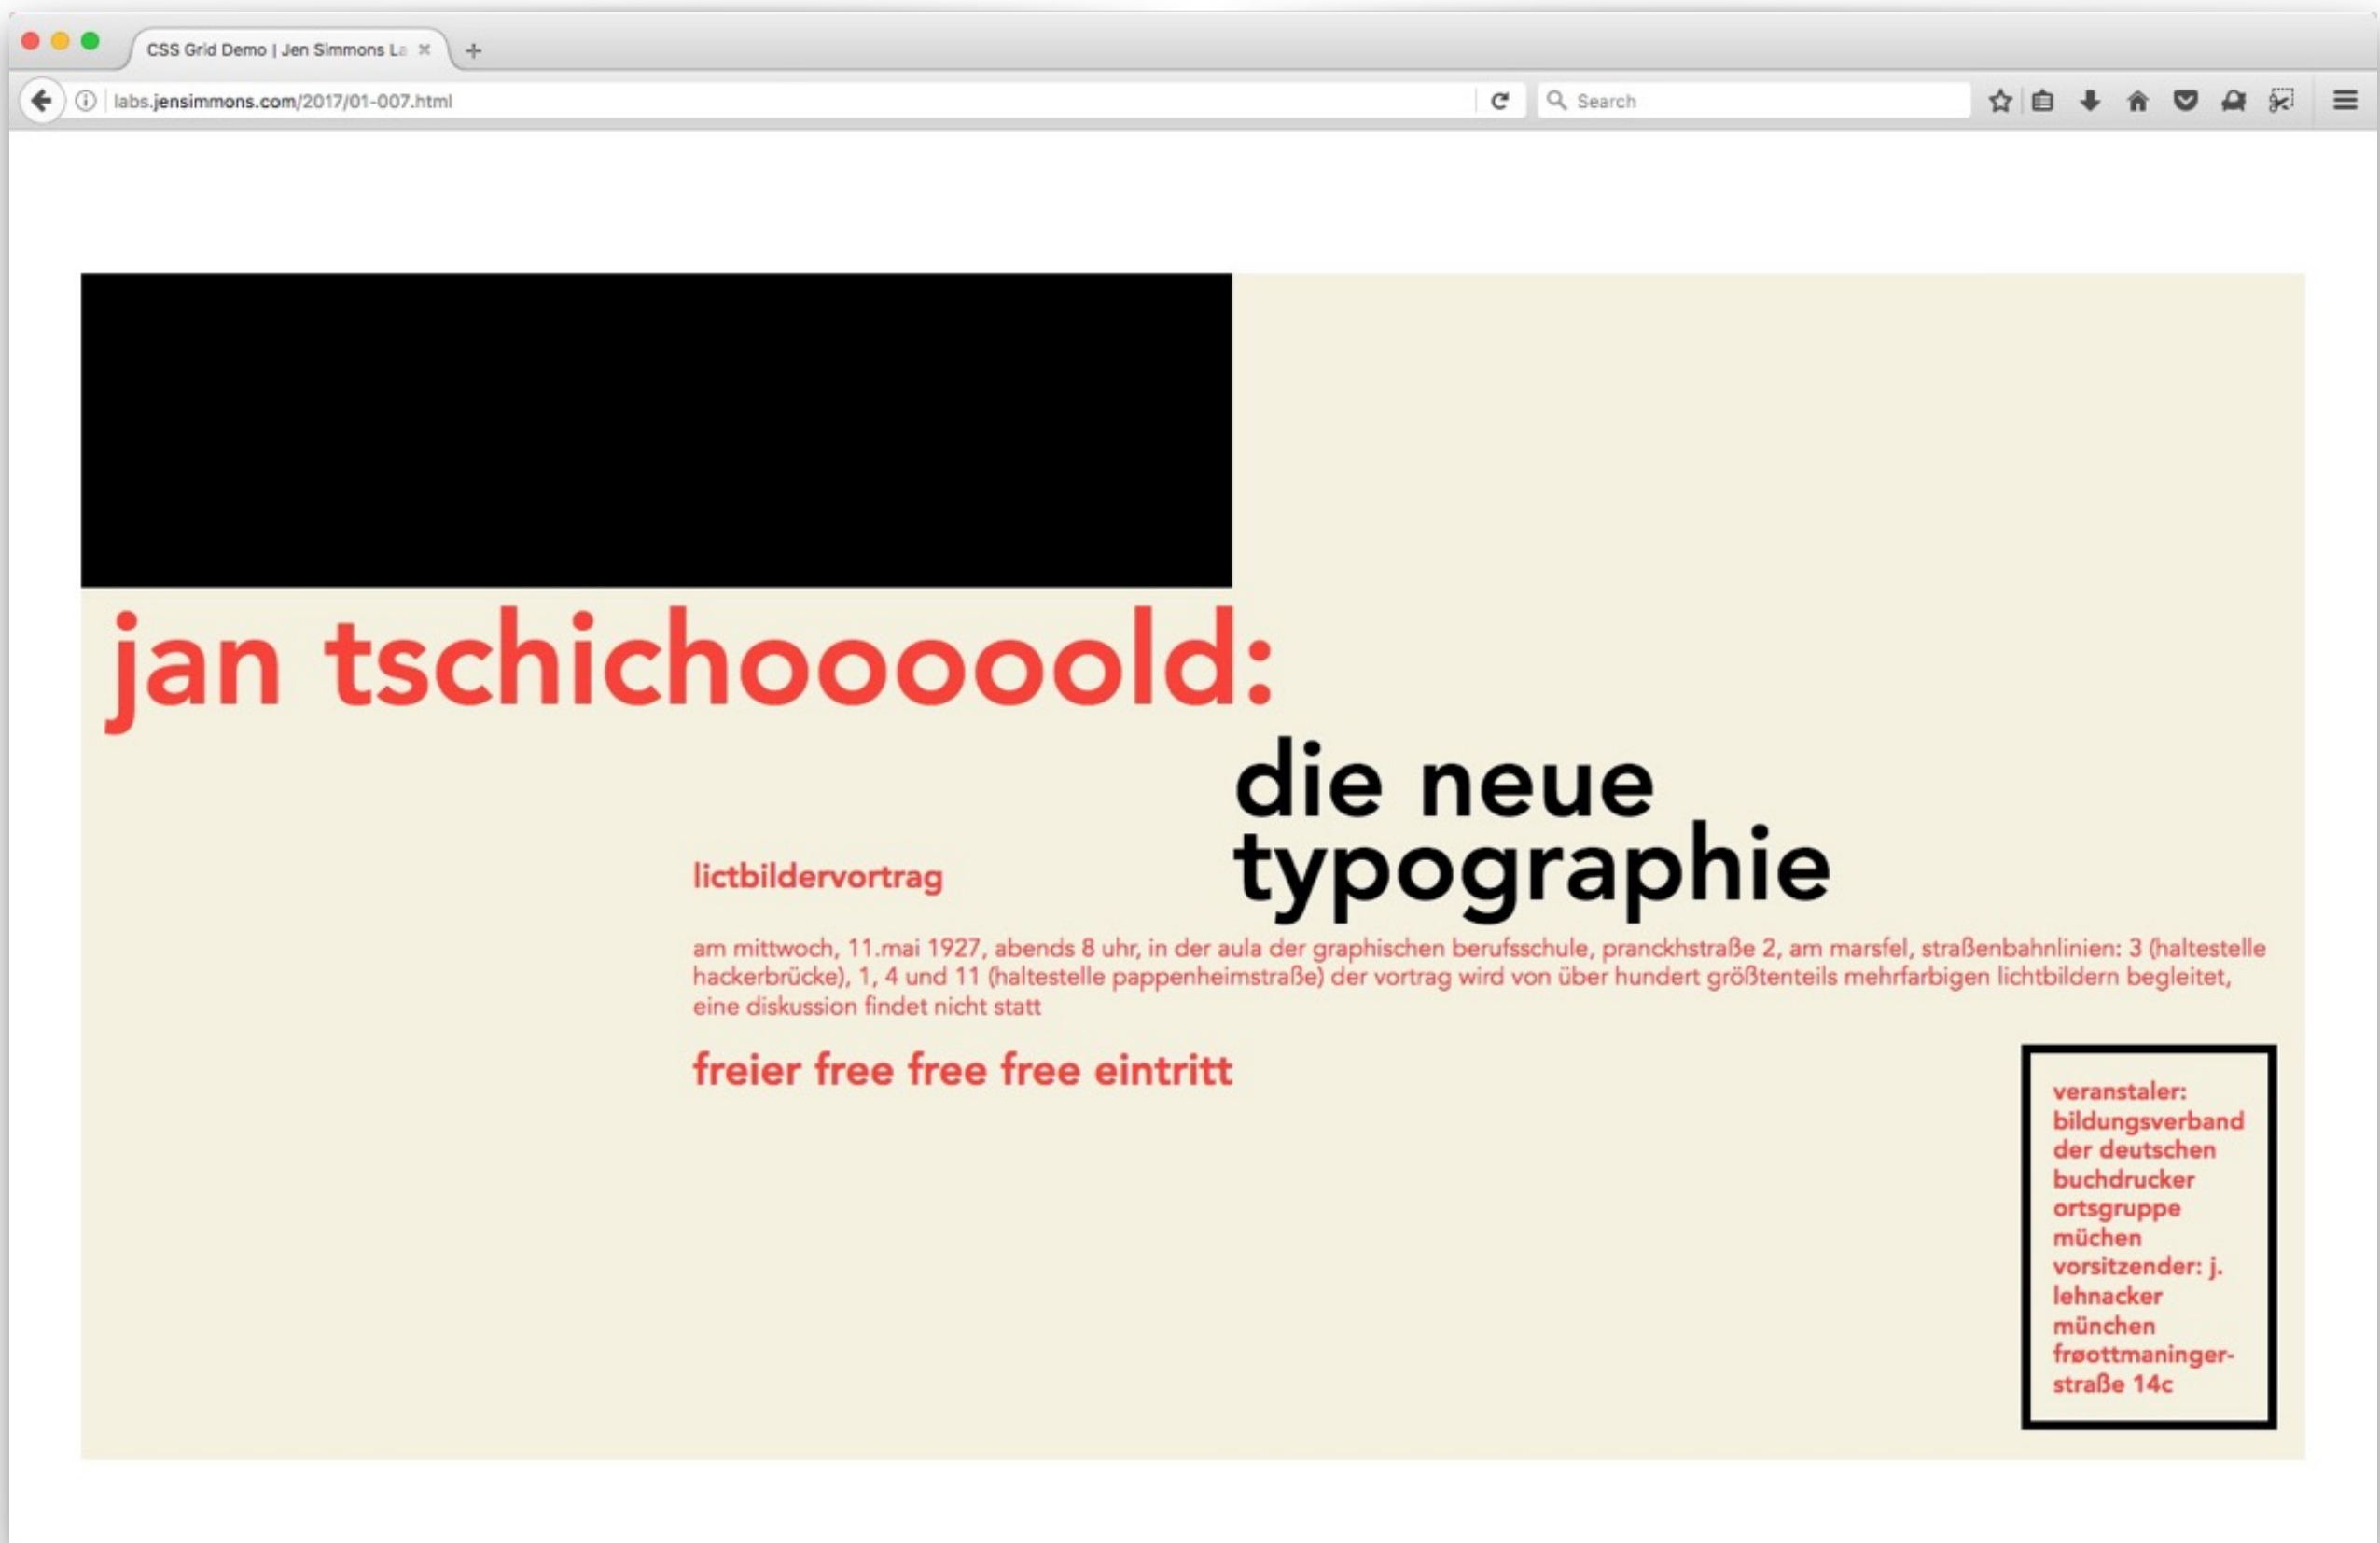 CSS Grid Demo | Jen Simmons La
labs.jensimmons.com/2017/01-007.html
Search
jan tschichooooold:
die neue
typographie
lictbildervortrag
am mittwoch, 11.mai 1927, abends 8 uhr, in der aula der graphischen berufsschule, pranckhstraße 2, am marsfel, straßenbahnlinien: 3 (haltestelle
hackerbrücke), 1, 4 und 11 (haltestelle pappenheimstraße) der vortrag wird von über hundert größtenteils mehrfarbigen lichtbildern begleitet,
eine diskussion findet nicht statt
freier free free free eintritt
veranstaler:
bildungsverband
der deutschen
buchdrucker
ortsgruppe
müchen
vorsitzender: j.
lehnacker
münchen
frøottmaninger-
straße 14c